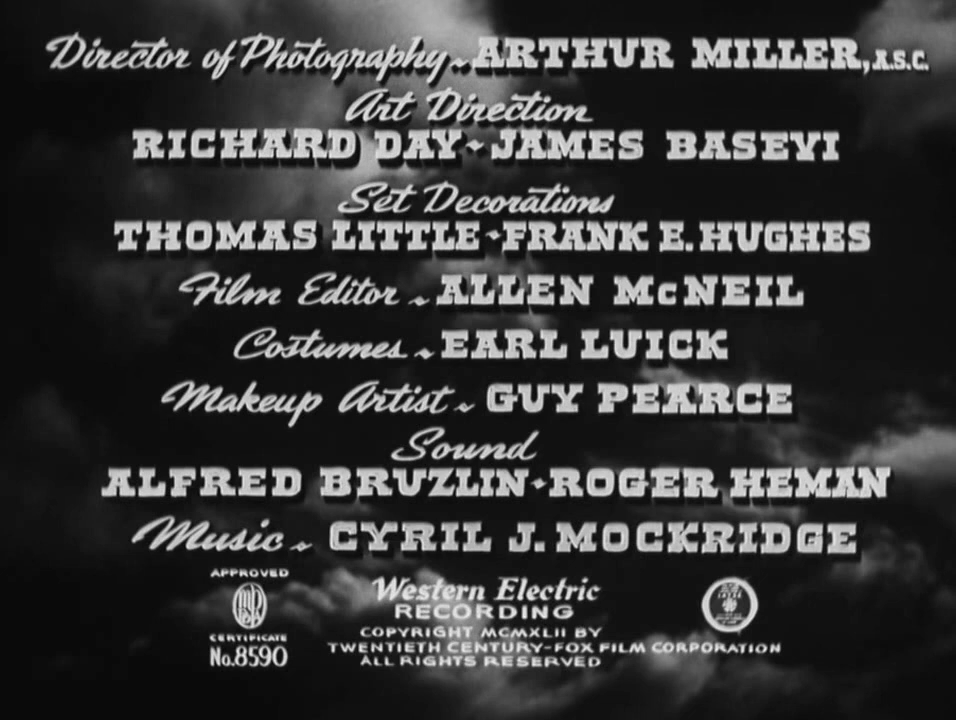 Director of Photography ~ ARTHUR MILLER, A.S.C.
Art Direction
RICHARD DAY ~ JAMES BASEVI
Set Decorations
THOMAS LITTLE ~ FRANK E. HUGHES
Film Editor ~ ALLEN McNEIL
Costumes ~ EARL LUICK
Makeup Artist ~ GUY PEARCE
Sound
ALFRED BRUZLIN ~ ROGER HEMAN
Music ~ CYRIL J. MOCKRIDGE
APPROVED
CERTIFICATE
No. 8590
Western Electric
RECORDING
COPYRIGHT MCMXLII BY
TWENTIETH CENTURY-FOX FILM CORPORATION
ALL RIGHTS RESERVED